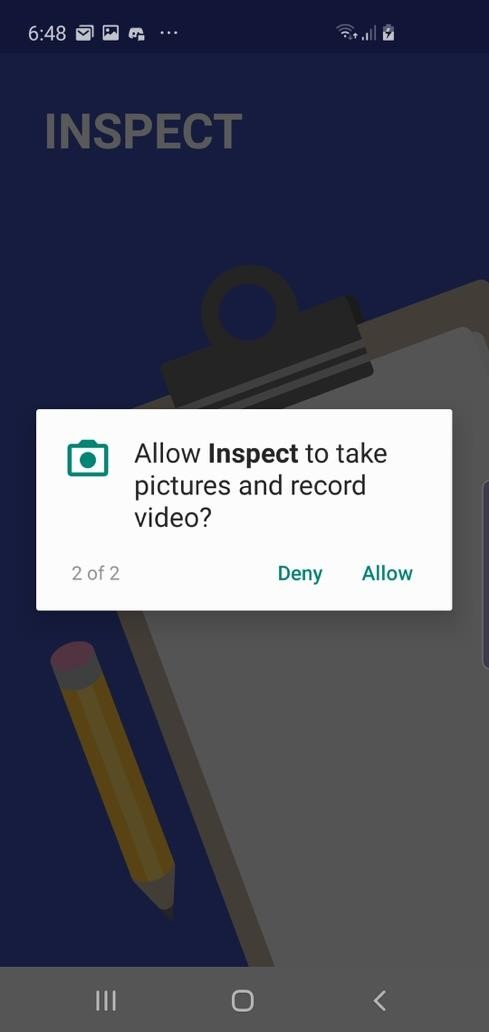 6:48
INSPECT
Allow Inspect to take
pictures and record
video?
2 of 2
Deny Allow